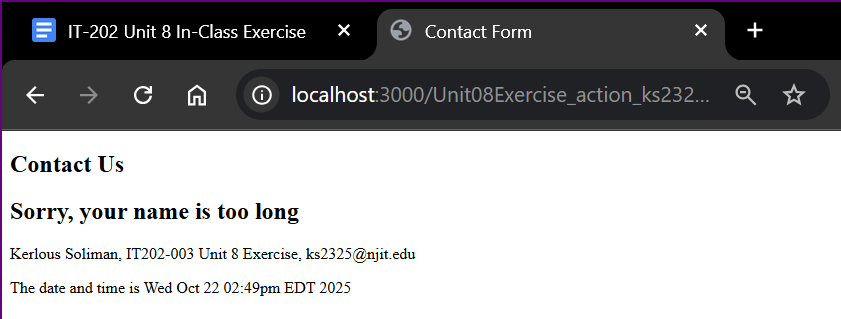 IT-202 Unit 8 In-Class Exercise
Contact Form
localhost:3000/Unit08Exercise_action_ks232...
Contact Us
Sorry, your name is too long
Kerlous Soliman, IT202-003 Unit 8 Exercise, ks2325@njit.edu
The date and time is Wed Oct 22 02:49pm EDT 2025